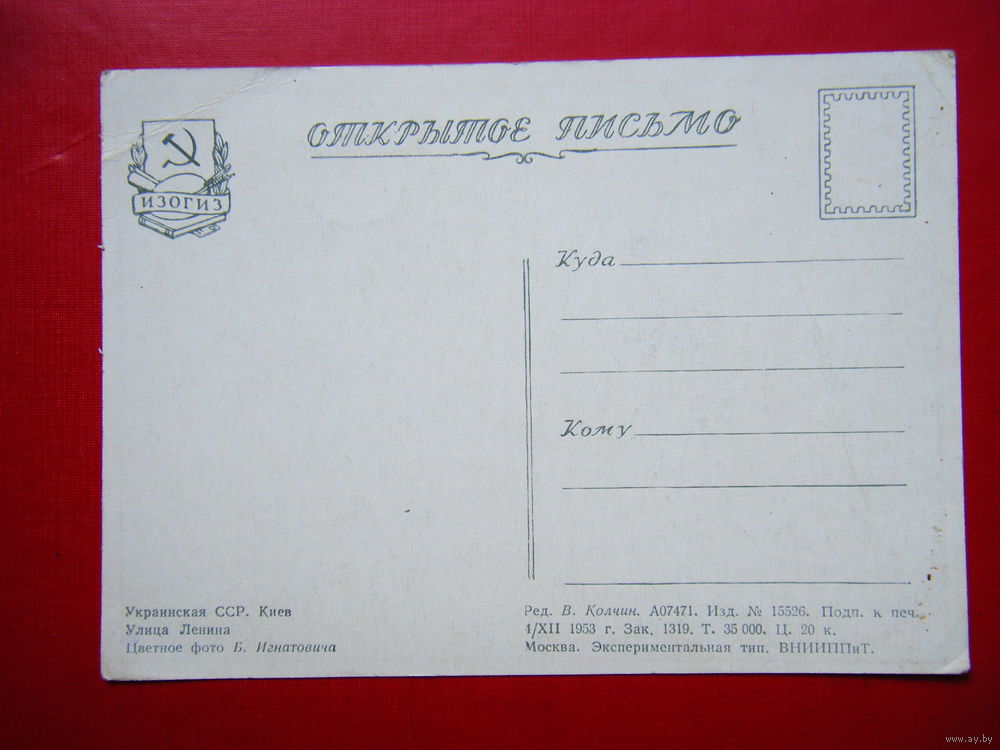 ОТКРЫТОЕ ПИСЬМО
ИЗОГИЗ
Куда
Кому
Украинская ССР. Киев
Улица Ленина
Цветное фото Б. Игнатовича
Ред. В. Колчин. А07471. Изд. № 15526. Подп. к печ.
4/XII 1953 г. Зак. 1319. Т. 35 000. Ц. 20 к.
Москва. Экспериментальная тип. ВНИИППиТ.
www.ay.by